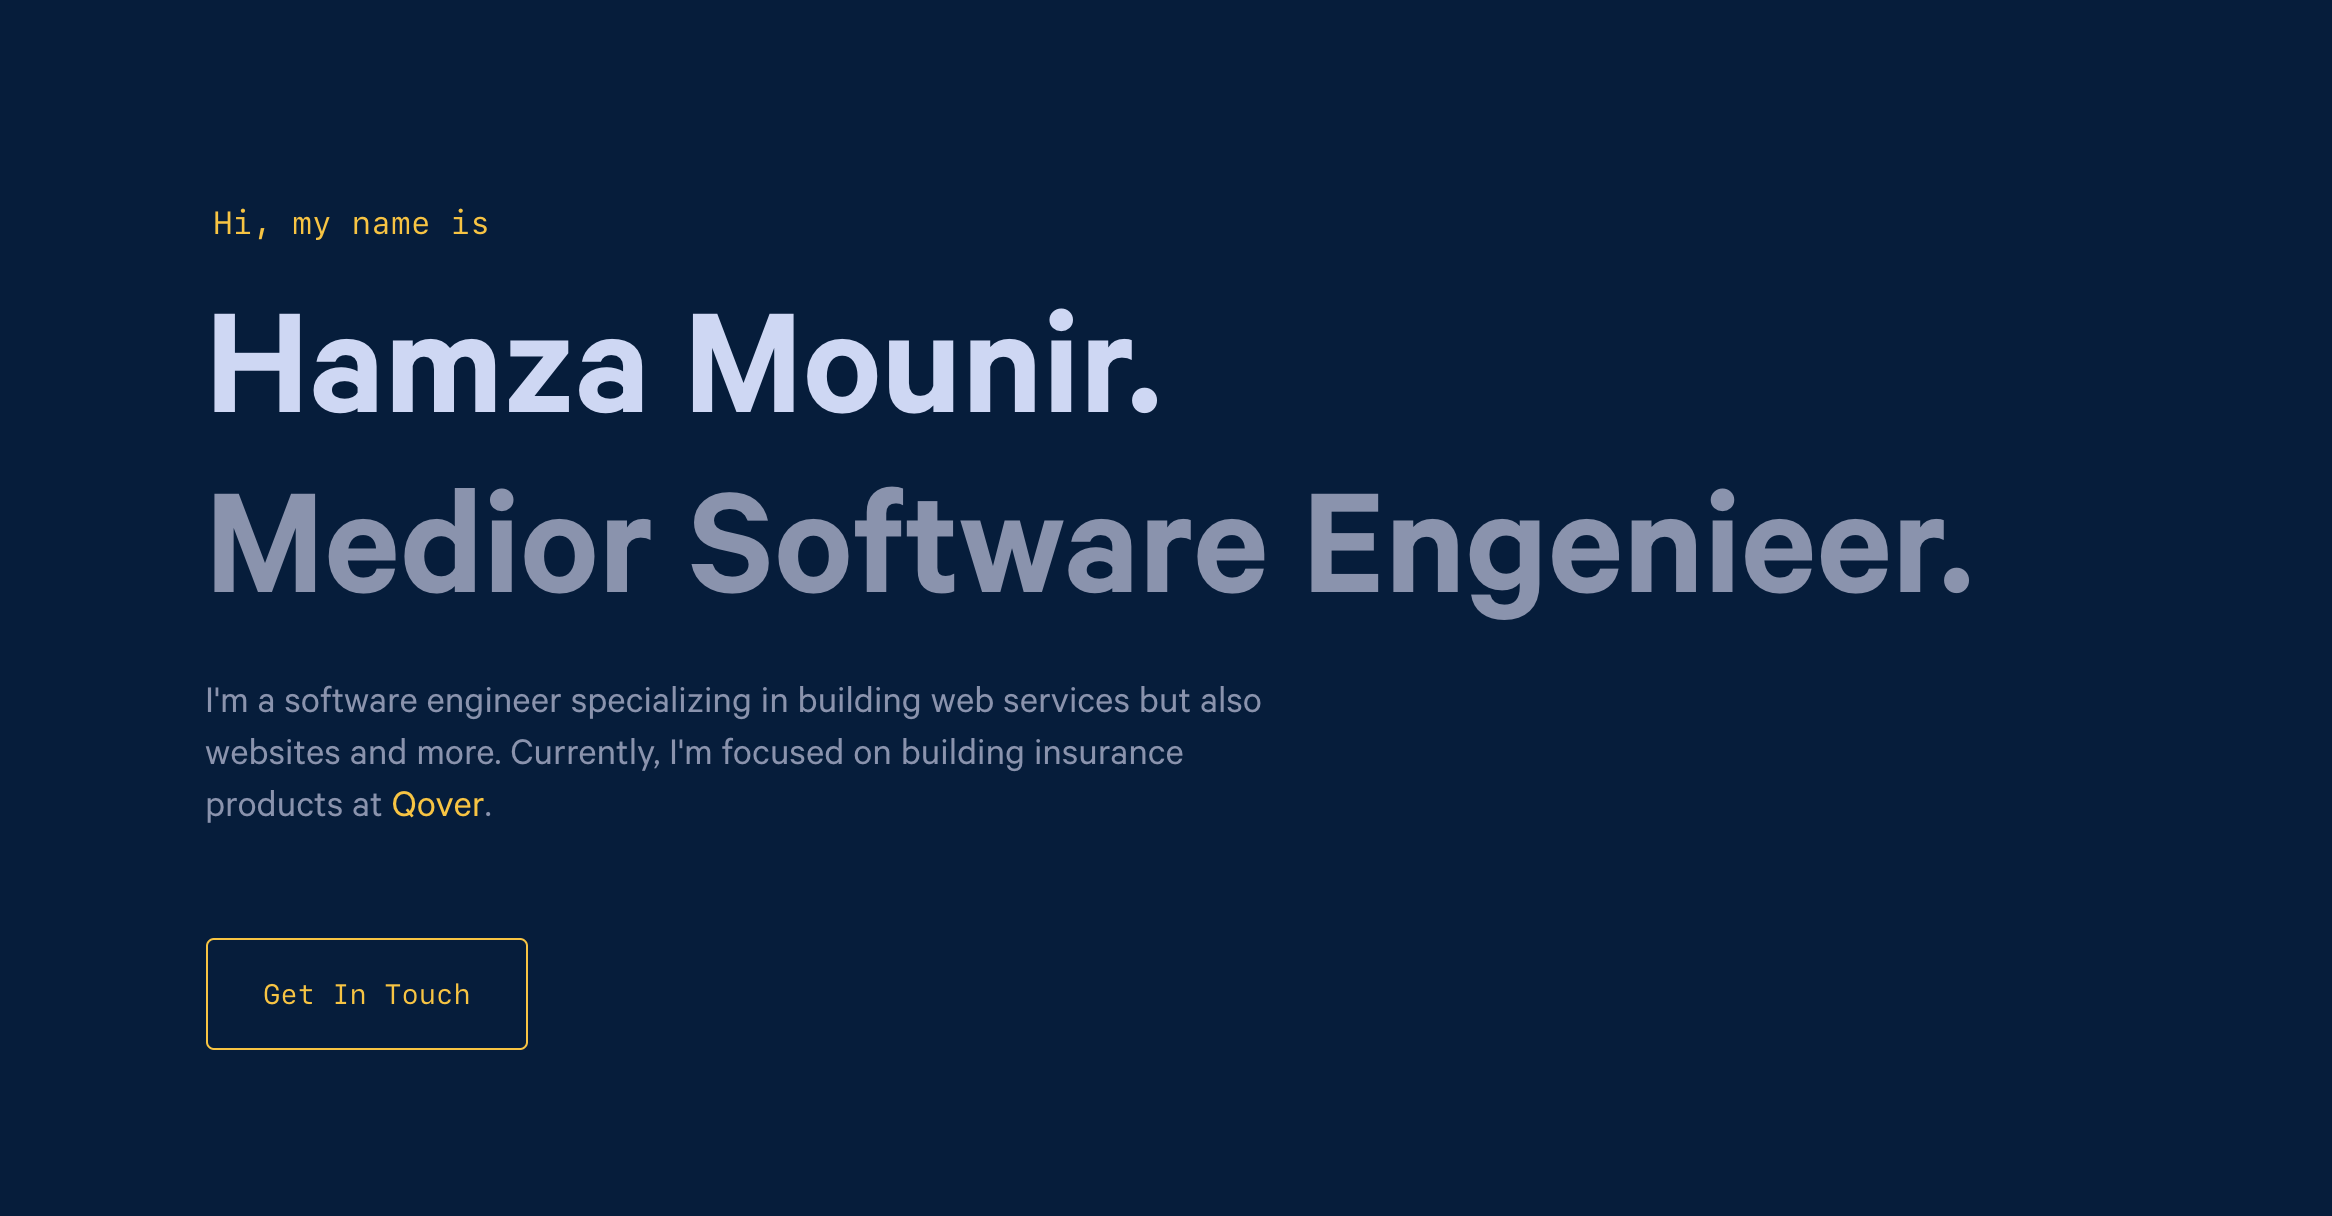 Hi, my name is
Hamza Mounir.
Medior Software Engenieer.
I'm a software engineer specializing in building web services but also
websites and more. Currently, I'm focused on building insurance
products at Qover.
Get In Touch